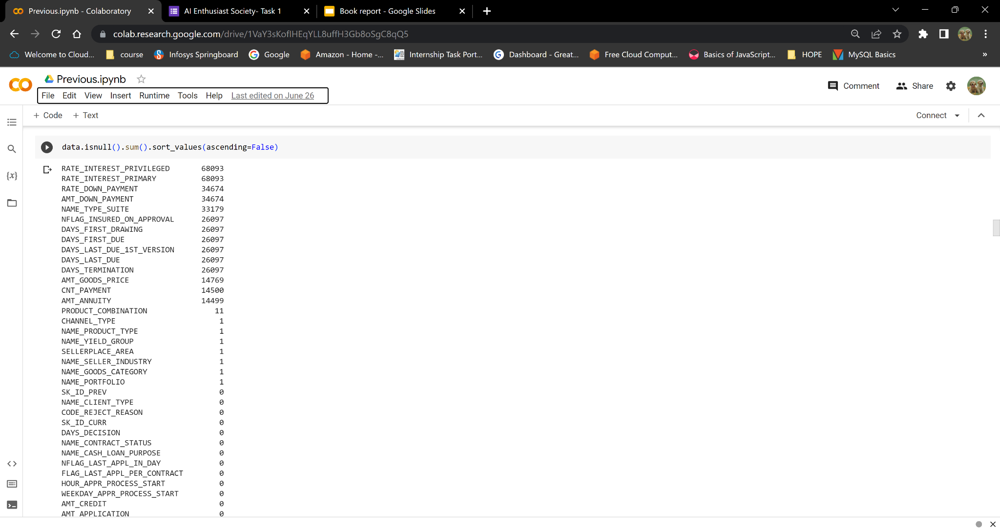 Previous.ipynb - Colaboratory
AI Enthusiast Society- Task 1
Book report - Google Slides
colab.research.google.com/drive/1VaY3sKofIHEqYLL8uffH3Gb8oSgC8qQ5
Welcome to Cloud...
course
Infosys Springboard
Google
Amazon - Home -...
Internship Task Port...
Dashboard - Great...
Free Cloud Comput...
Basics of JavaScript...
HOPE
MySQL Basics
»
CO
Previous.ipynb
Comment
Share
File Edit View Insert Runtime Tools Help Last edited on June 26
+ Code + Text
Connect
{x}
data.isnull().sum().sort_values(ascending=False)
RATE_INTEREST_PRIVILEGED 68093
RATE_INTEREST_PRIMARY 68093
RATE_DOWN_PAYMENT 34674
AMT_DOWN_PAYMENT 34674
NAME_TYPE_SUITE 33179
NFLAG_INSURED_ON_APPROVAL 26097
DAYS_FIRST_DRAWING 26097
DAYS_FIRST_DUE 26097
DAYS_LAST_DUE_1ST_VERSION 26097
DAYS_LAST_DUE 26097
DAYS_TERMINATION 26097
AMT_GOODS_PRICE 14769
CNT_PAYMENT 14500
AMT_ANNUITY 14499
PRODUCT_COMBINATION 11
CHANNEL_TYPE 1
NAME_PRODUCT_TYPE 1
NAME_YIELD_GROUP 1
SELLERPLACE_AREA 1
NAME_SELLER_INDUSTRY 1
NAME_GOODS_CATEGORY 1
NAME_PORTFOLIO 1
SK_ID_PREV 0
NAME_CLIENT_TYPE 0
CODE_REJECT_REASON 0
SK_ID_CURR 0
DAYS_DECISION 0
NAME_CONTRACT_STATUS 0
NAME_CASH_LOAN_PURPOSE 0
NFLAG_LAST_APPL_IN_DAY 0
FLAG_LAST_APPL_PER_CONTRACT 0
HOUR_APPR_PROCESS_START 0
WEEKDAY_APPR_PROCESS_START 0
AMT_CREDIT 0
AMT_APPLICATION 0